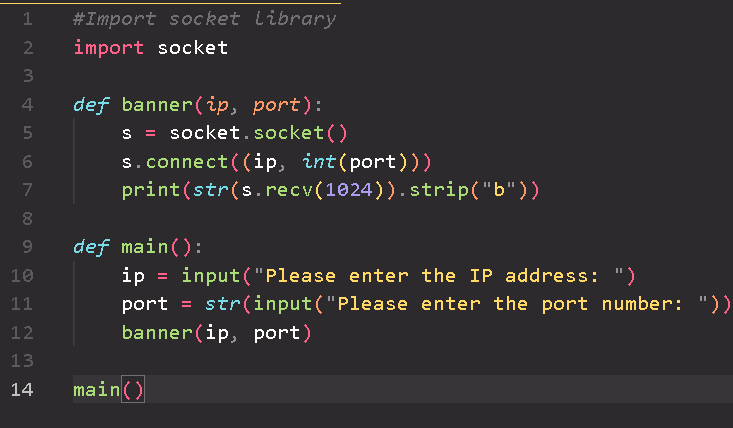 1 #Import socket library
2 import socket
3
4 def banner(ip, port):
5     s = socket.socket()
6     s.connect((ip, int(port)))
7     print(str(s.recv(1024)).strip("b"))
8
9 def main():
10     ip = input("Please enter the IP address: ")
11     port = str(input("Please enter the port number: "))
12     banner(ip, port)
13
14 main()